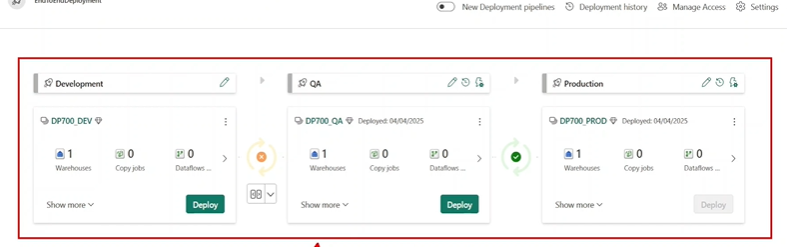 EndToEndDeployment
New Deployment pipelines Deployment history Manage Access Settings
Development QA Production
DP700_DEV DP700_QA Deployed: 04/04/2025 DP700_PROD Deployed: 04/04/2025
1 0 0 1 0 0 1 0 0
Warehouses Copy jobs Dataflows ... Warehouses Copy jobs Dataflows ... Warehouses Copy jobs Dataflows ...
Show more Deploy Show more Deploy Show more Deploy